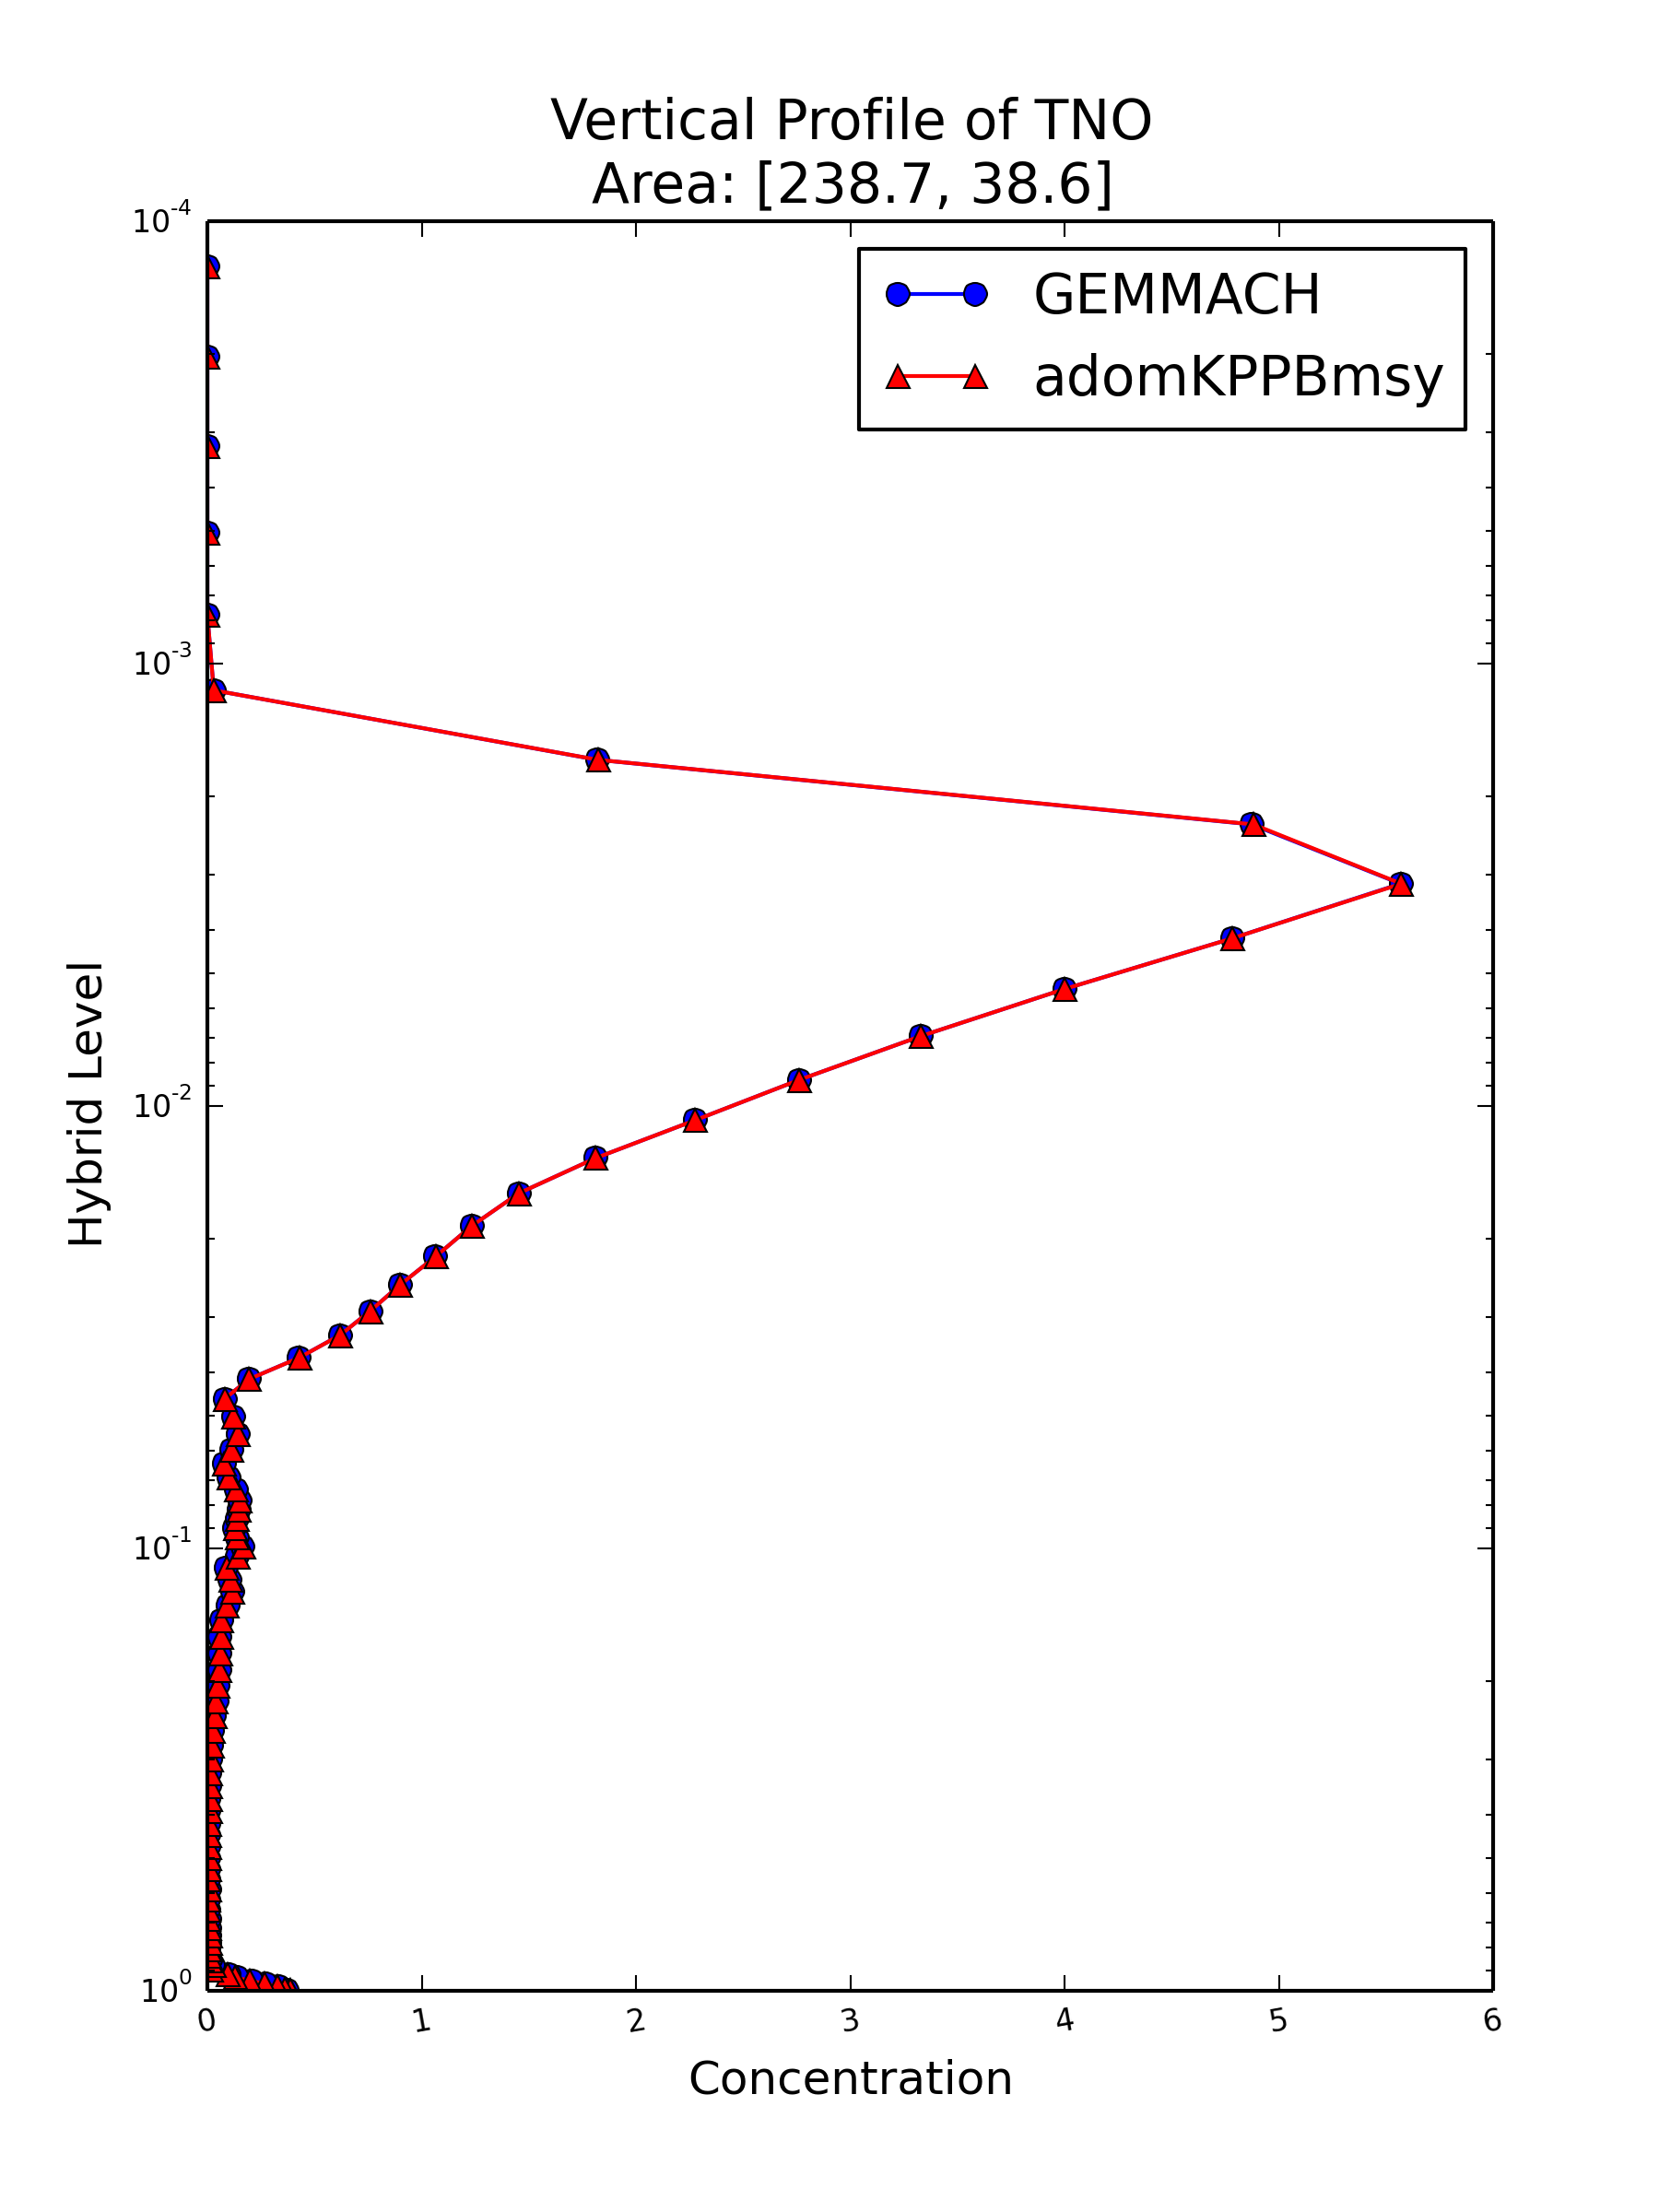 Vertical Profile of TNO
Area: [238.7, 38.6]
GEMMACH
adomKPPBmsy
Hybrid Level
10-4
10-3
10-2
10-1
100
0 1 2 3 4 5 6
Concentration